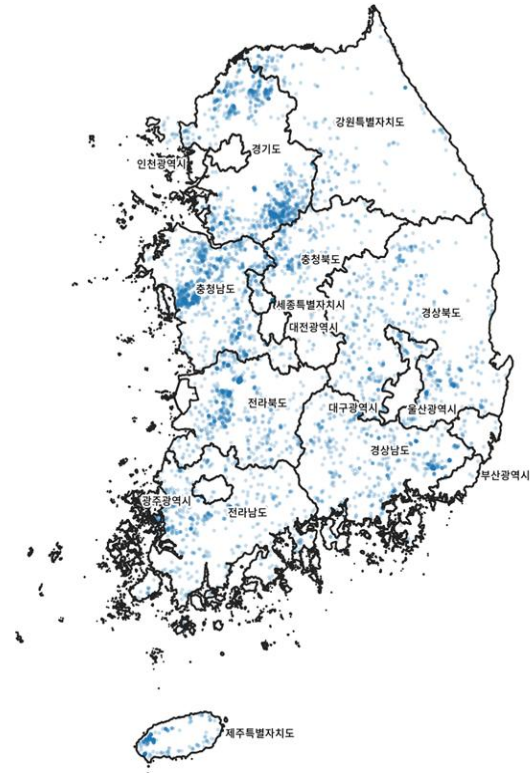 강원특별자치도
경기도
인천광역시
충청북도
충청남도
세종특별자치시
경상북도
대전광역시
전라북도
대구광역시
울산광역시
경상남도
부산광역시
광주광역시
전라남도
제주특별자치도